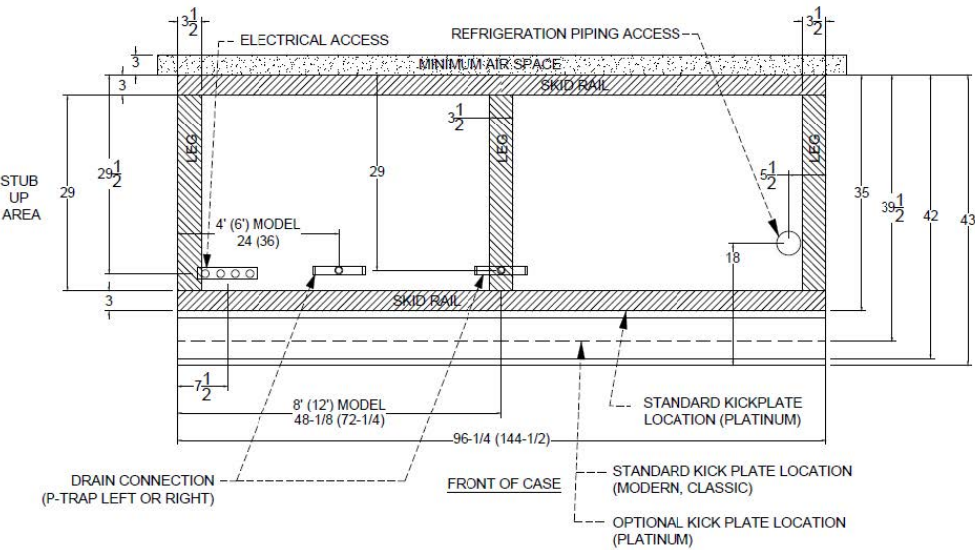 3 1/2
3 1/2
ELECTRICAL ACCESS
REFRIGERATION PIPING ACCESS
3
MINIMUM AIR SPACE
3
SKID RAIL
3 1/2
LEG
LEG
LEG
STUB
UP
AREA
29
29 1/2
29
5 1/2
35
39 1/2
42
43
4' (6') MODEL
24 (36)
18
3
SKID RAIL
7 1/2
8' (12') MODEL
48-1/8 (72-1/4)
STANDARD KICKPLATE
LOCATION (PLATINUM)
96-1/4 (144-1/2)
DRAIN CONNECTION
(P-TRAP LEFT OR RIGHT)
FRONT OF CASE
STANDARD KICK PLATE LOCATION
(MODERN, CLASSIC)
OPTIONAL KICK PLATE LOCATION
(PLATINUM)